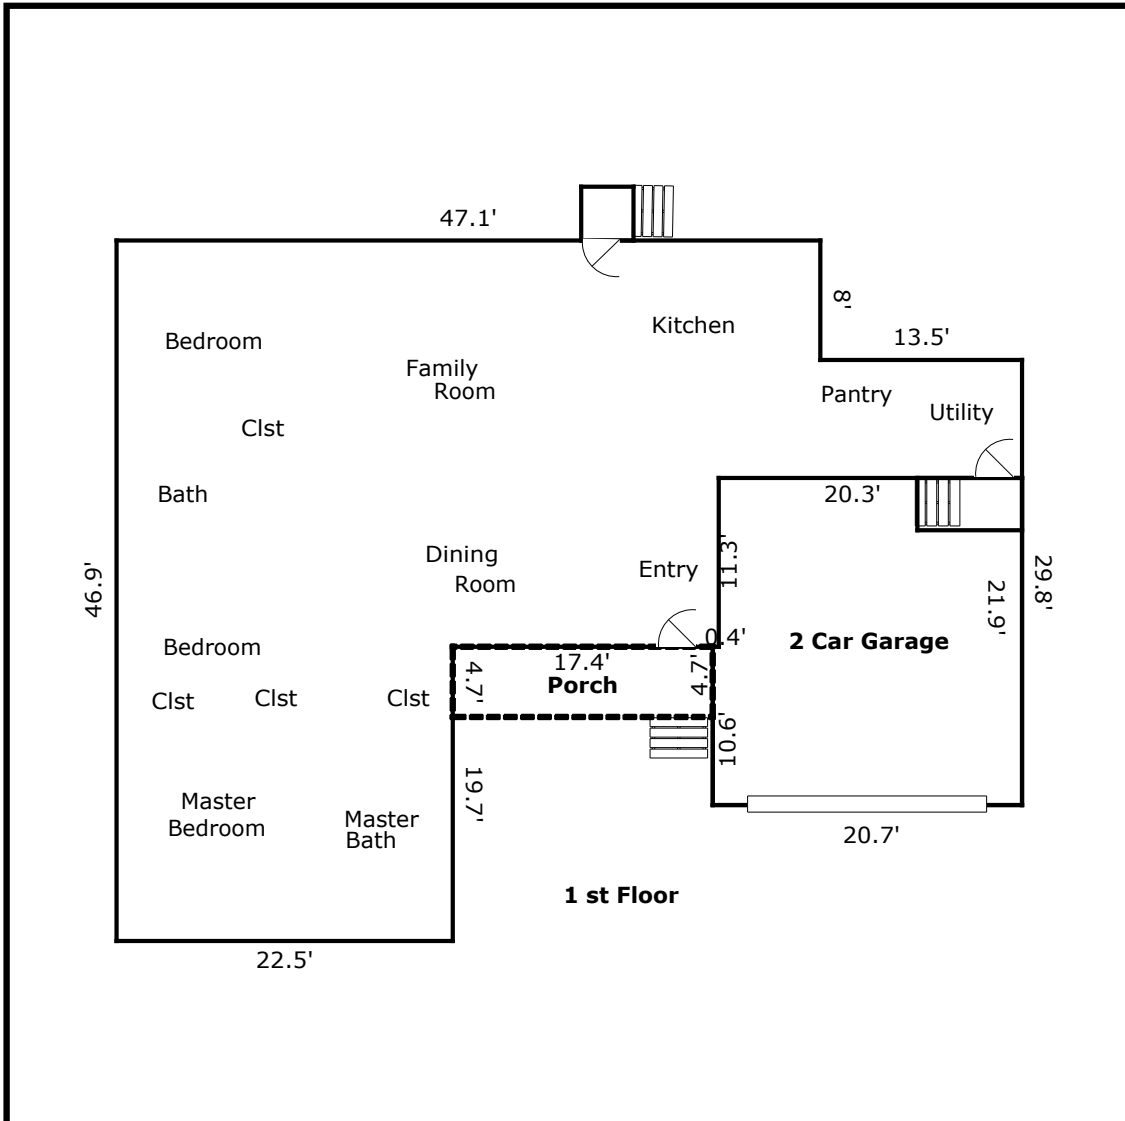 47.1'
8'
13.5'
Kitchen
Bedroom
Family
Room
Pantry
Utility
Clst
Bath
20.3'
Dining
Room
Entry
11.3'
46.9'
29.8'
21.9'
0.4'
2 Car Garage
Bedroom
17.4'
4.7'
4.7'
Porch
Clst
Clst
Clst
10.6'
19.7'
Master
Bedroom
Master
Bath
20.7'
1 st Floor
22.5'